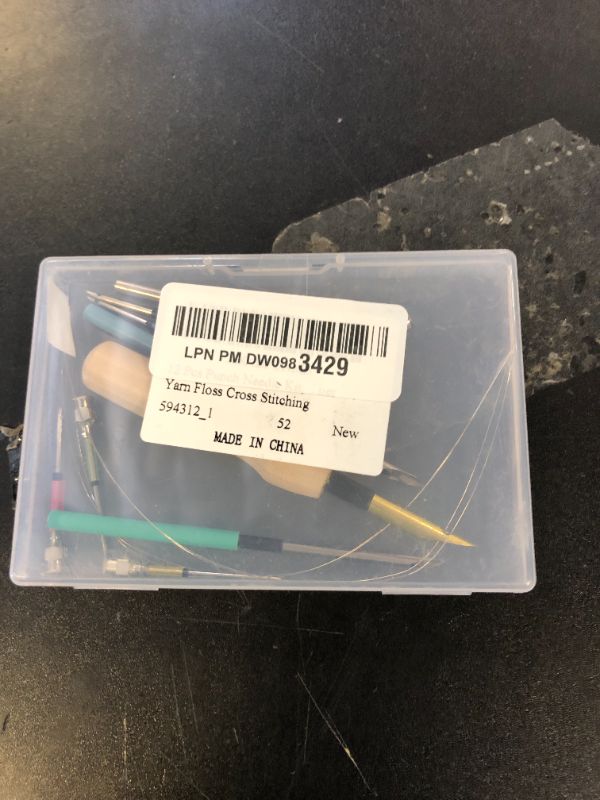 LPN PM DW0983429
Yarn Floss Cross Stitching
594312_1 52 New
MADE IN CHINA